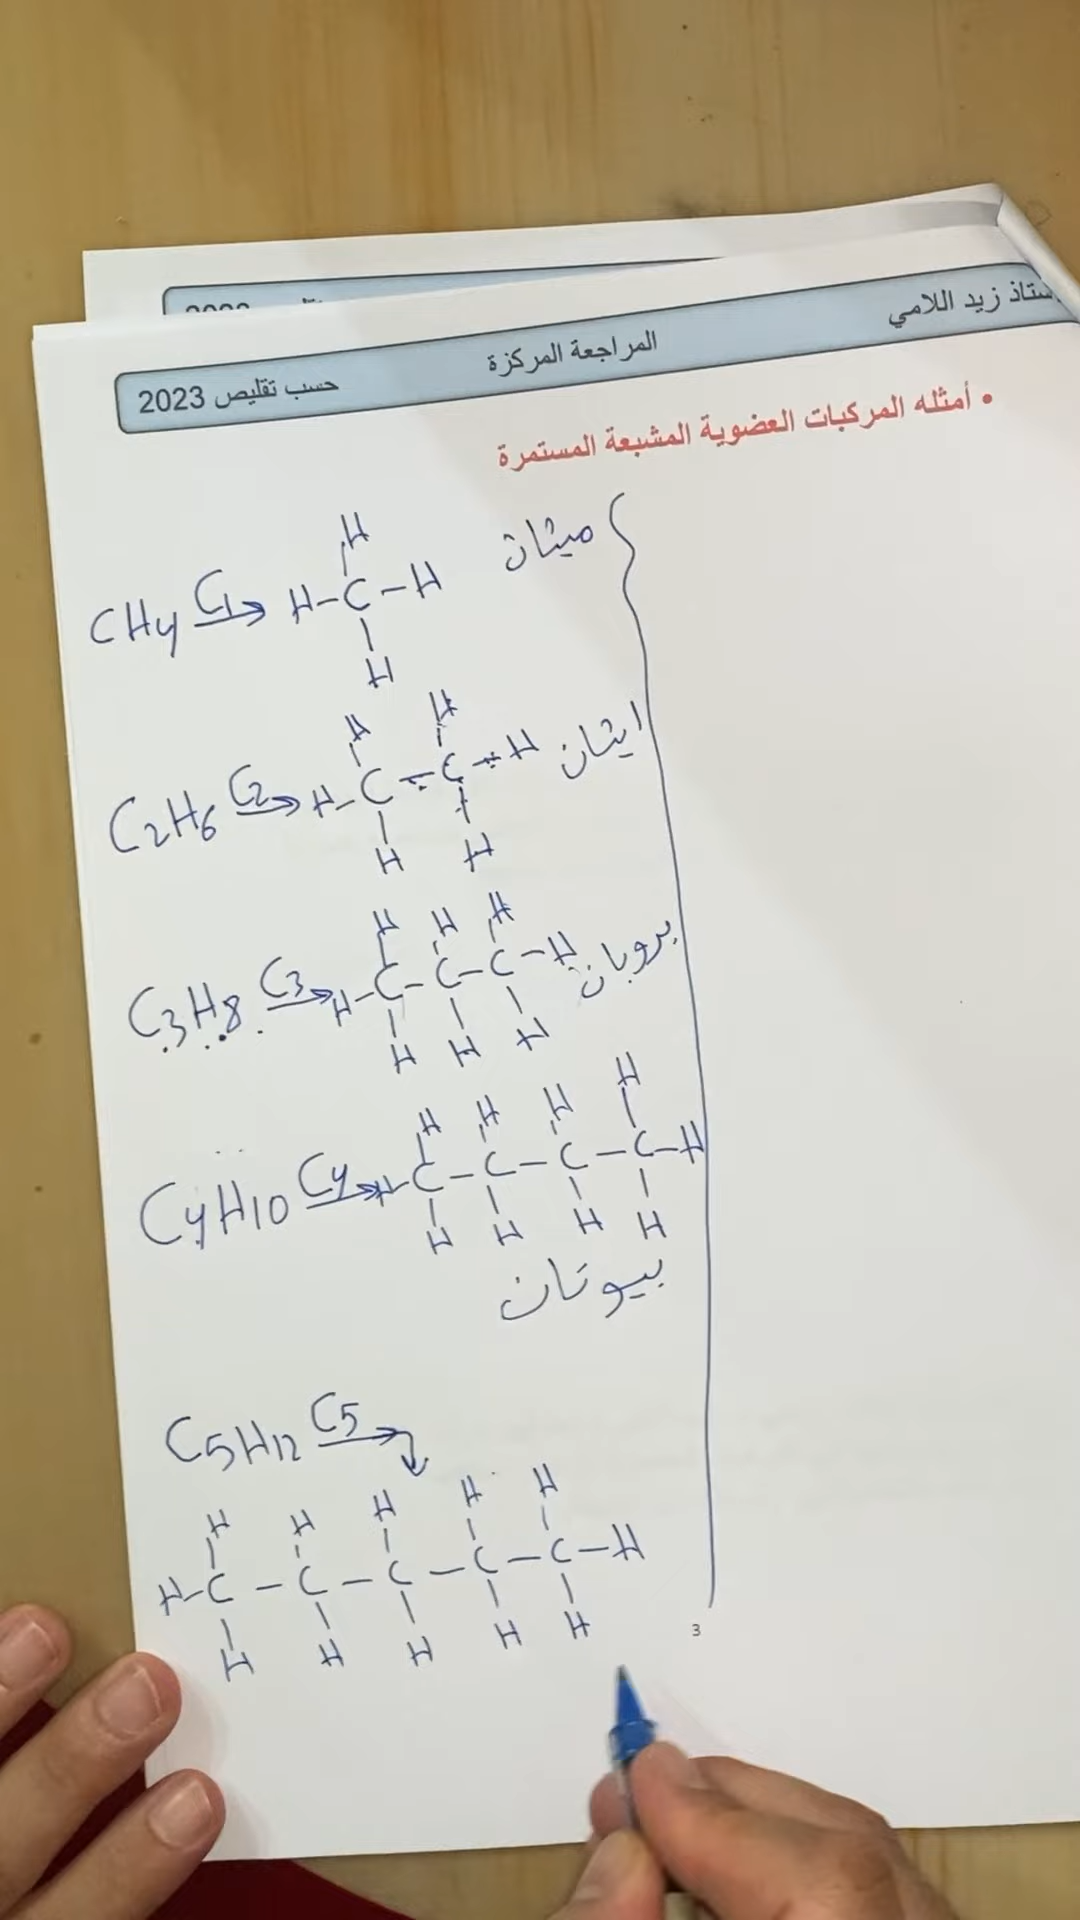 ستاذ زيد اللامي
المراجعة المركزة
حسب تقليص 2023
• أمثله المركبات العضوية المشبعة المستمرة
H
CH4 C1 → H-C-H ميثان
H
H H
C2H6 C2 → H-C-C-H ايثان
H H
H H H
C3H8 C3 → H-C-C-C-H بروبان
H H H
H H H H
C4H10 C4 → H-C-C-C-C-H
H H H H
بيوتان
C5H12 C5 →
H H H H H
H-C-C-C-C-C-H
H H H H H
3